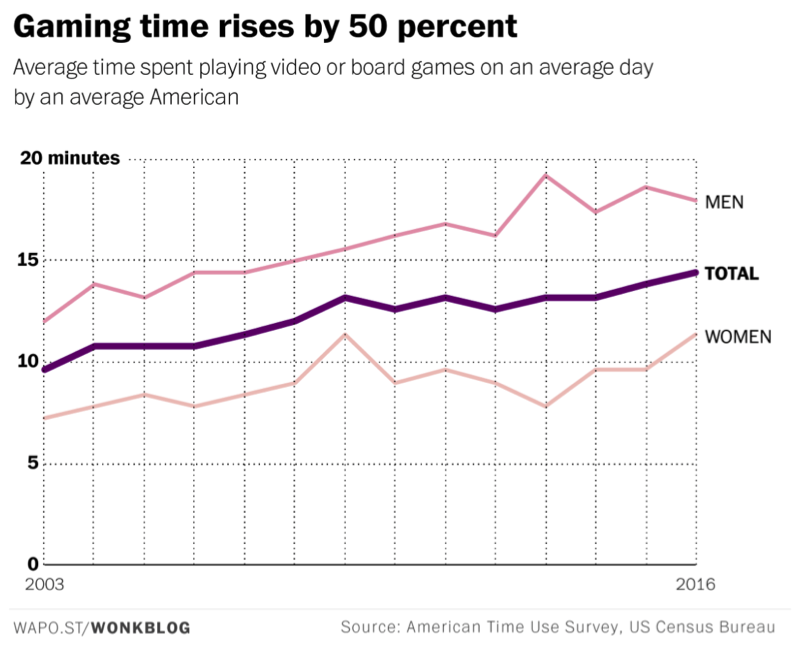 Gaming time rises by 50 percent
Average time spent playing video or board games on an average day
by an average American
20 minutes
MEN
15
TOTAL
WOMEN
10
5
0
2003 2016
WAPO.ST/WONKBLOG Source: American Time Use Survey, US Census Bureau